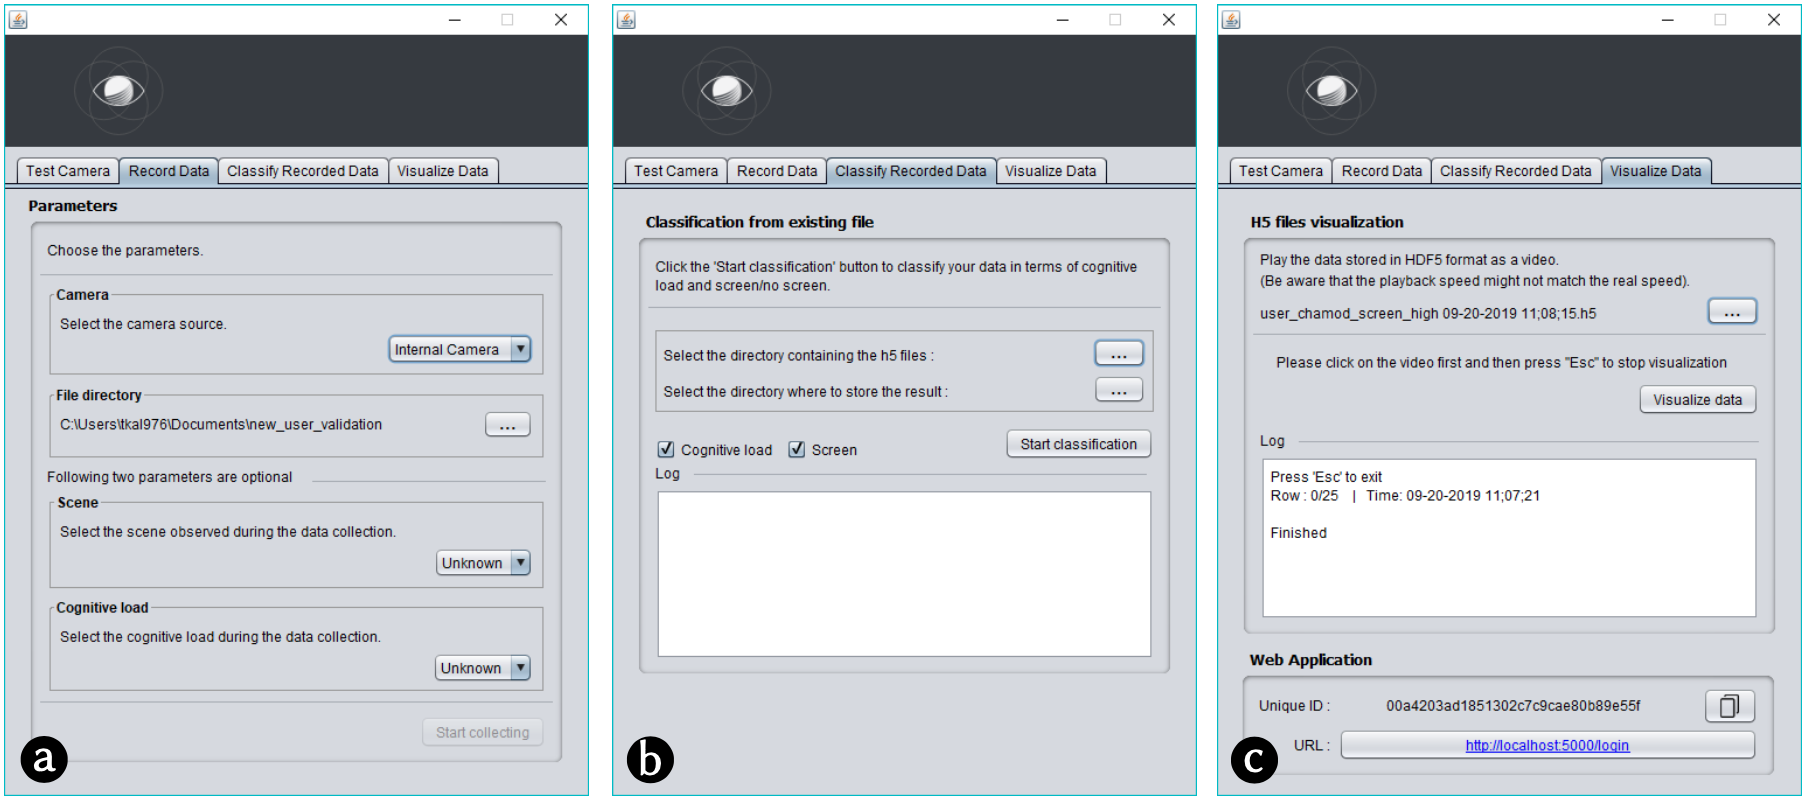 Test Camera
Record Data
Classify Recorded Data
Visualize Data
Parameters
Choose the parameters.
Camera
Select the camera source.
Internal Camera
File directory
C:\Users\tkal976\Documents\new_user_validation
...
Following two parameters are optional
Scene
Select the scene observed during the data collection.
Unknown
Cognitive load
Select the cognitive load during the data collection.
Unknown
Start collecting
a
Test Camera
Record Data
Classify Recorded Data
Visualize Data
Classification from existing file
Click the 'Start classification' button to classify your data in terms of cognitive
load and screen/no screen.
Select the directory containing the h5 files :
...
Select the directory where to store the result :
...
Cognitive load
Screen
Start classification
Log
b
Test Camera
Record Data
Classify Recorded Data
Visualize Data
H5 files visualization
Play the data stored in HDF5 format as a video.
(Be aware that the playback speed might not match the real speed).
user_chamod_screen_high 09-20-2019 11;08;15.h5
...
Please click on the video first and then press "Esc" to stop visualization
Visualize data
Log
Press 'Esc' to exit
Row : 0/25 | Time: 09-20-2019 11;07;21
Finished
Web Application
Unique ID : 00a4203ad1851302c7c9cae80b89e55f
URL : http://localhost:5000/login
c